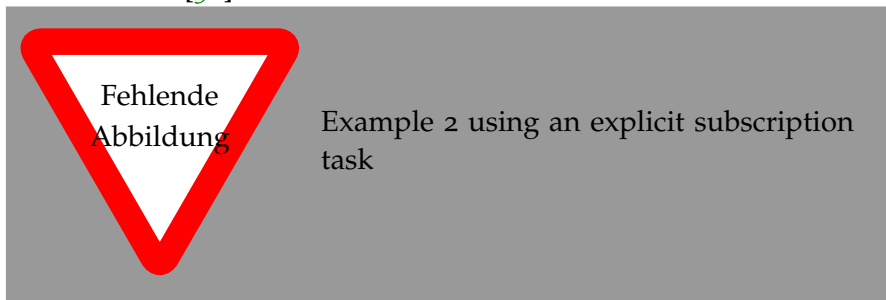 Fehlende
Abbildung
Example 2 using an explicit subscription
task